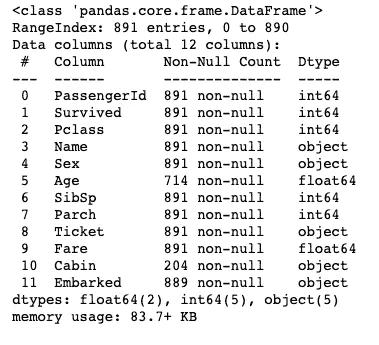 <class 'pandas.core.frame.DataFrame'>
RangeIndex: 891 entries, 0 to 890
Data columns (total 12 columns):
 #   Column       Non-Null Count  Dtype
---  ------       --------------  -----
 0   PassengerId  891 non-null    int64
 1   Survived     891 non-null    int64
 2   Pclass       891 non-null    int64
 3   Name         891 non-null    object
 4   Sex          891 non-null    object
 5   Age          714 non-null    float64
 6   SibSp        891 non-null    int64
 7   Parch        891 non-null    int64
 8   Ticket       891 non-null    object
 9   Fare         891 non-null    float64
 10  Cabin        204 non-null    object
 11  Embarked     889 non-null    object
dtypes: float64(2), int64(5), object(5)
memory usage: 83.7+ KB